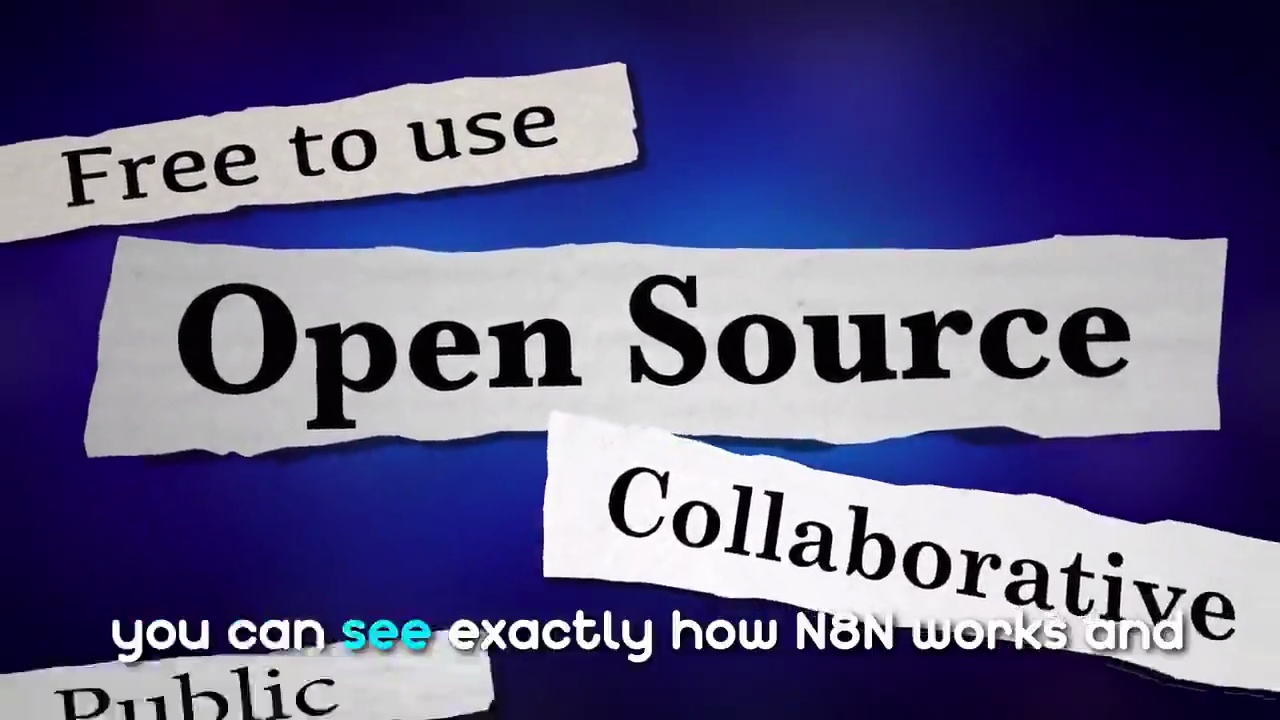 Free to use
Open Source
Collaborative
you can see exactly how N8N works and
Public